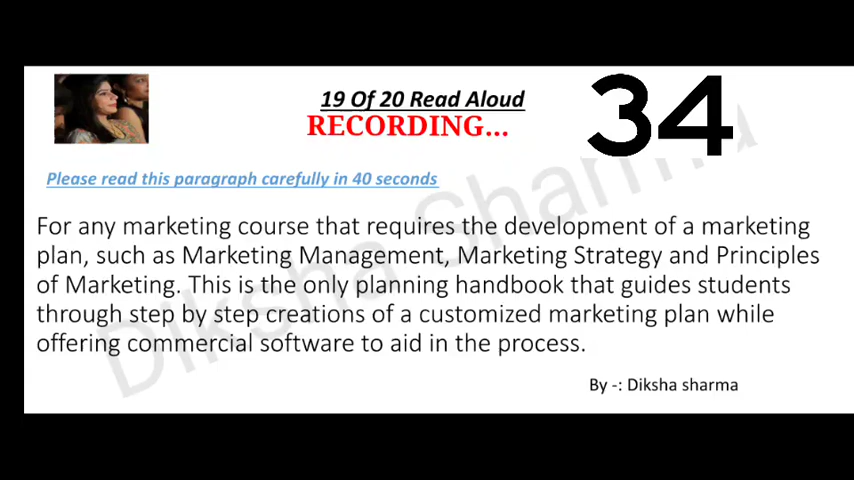 19 Of 20 Read Aloud
34
RECORDING...
Please read this paragraph carefully in 40 seconds
For any marketing course that requires the development of a marketing
plan, such as Marketing Management, Marketing Strategy and Principles
of Marketing. This is the only planning handbook that guides students
through step by step creations of a customized marketing plan while
offering commercial software to aid in the process.
By -: Diksha sharma
Diksha Sharma